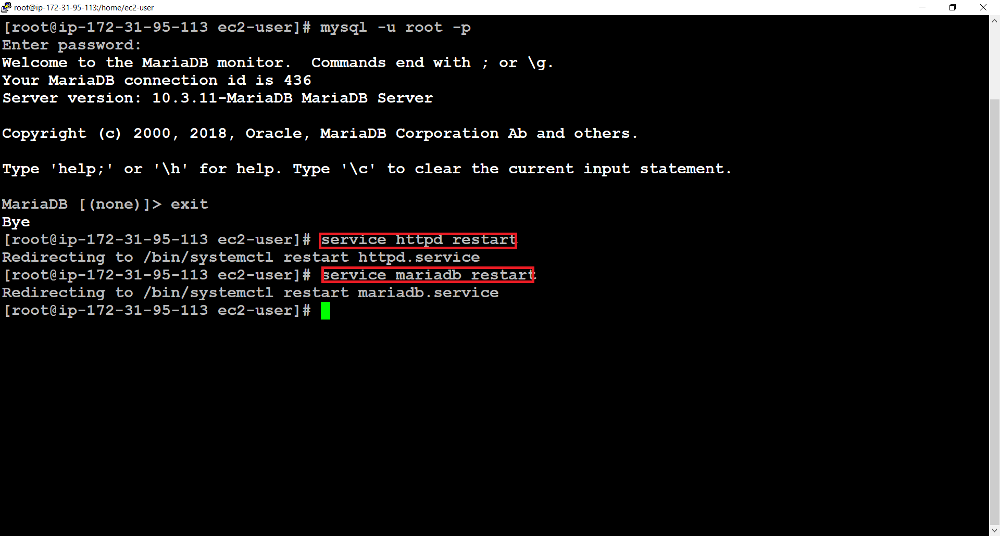 root@ip-172-31-95-113:/home/ec2-user
[root@ip-172-31-95-113 ec2-user]# mysql -u root -p
Enter password:
Welcome to the MariaDB monitor.  Commands end with ; or \g.
Your MariaDB connection id is 436
Server version: 10.3.11-MariaDB MariaDB Server
Copyright (c) 2000, 2018, Oracle, MariaDB Corporation Ab and others.
Type 'help;' or '\h' for help. Type '\c' to clear the current input statement.
MariaDB [(none)]> exit
Bye
[root@ip-172-31-95-113 ec2-user]# service httpd restart
Redirecting to /bin/systemctl restart httpd.service
[root@ip-172-31-95-113 ec2-user]# service mariadb restart
Redirecting to /bin/systemctl restart mariadb.service
[root@ip-172-31-95-113 ec2-user]#